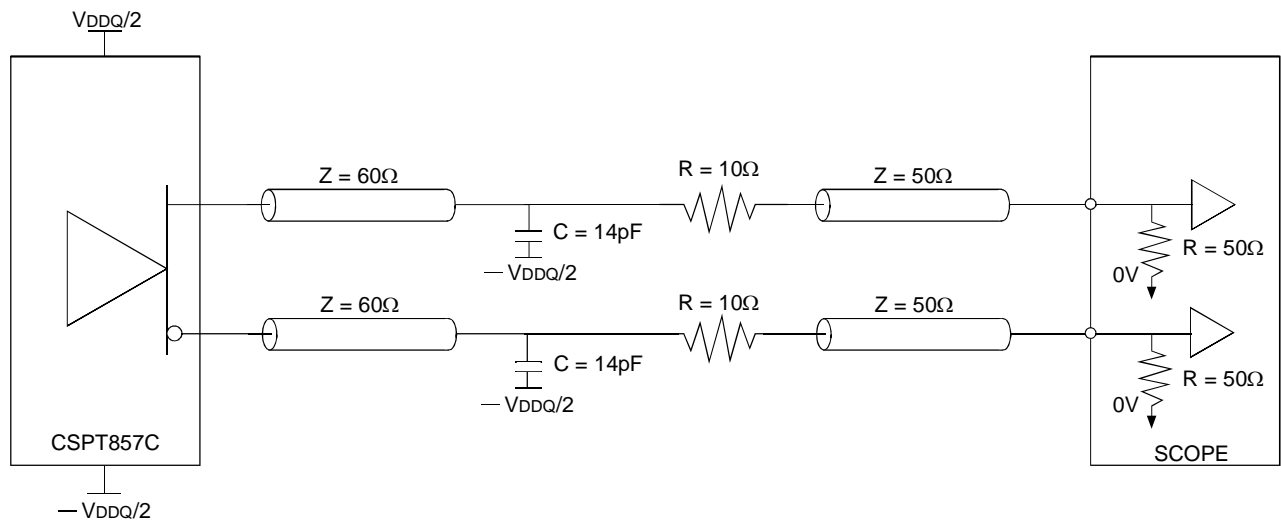 VDDQ/2
Z = 60Ω
R = 10Ω
Z = 50Ω
C = 14pF
— VDDQ/2
R = 50Ω
0V
Z = 60Ω
R = 10Ω
Z = 50Ω
C = 14pF
— VDDQ/2
R = 50Ω
0V
CSPT857C
SCOPE
— VDDQ/2